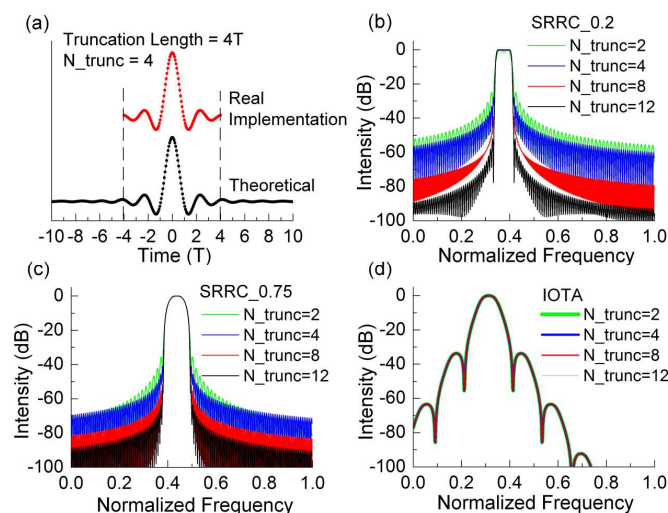 (a)
Truncation Length = 4T
N_trunc = 4
Real
Implementation
Theoretical
-10 -8 -6 -4 -2 0 2 4 6 8 10
Time (T)
(b)
SRRC_0.2
N_trunc=2
N_trunc=4
N_trunc=8
N_trunc=12
0
-20
-40
-60
-80
-100
Intensity (dB)
0.0 0.2 0.4 0.6 0.8 1.0
Normalized Frequency
(c)
SRRC_0.75
N_trunc=2
N_trunc=4
N_trunc=8
N_trunc=12
0
-20
-40
-60
-80
-100
Intensity (dB)
0.0 0.2 0.4 0.6 0.8 1.0
Normalized Frequency
(d)
IOTA
N_trunc=2
N_trunc=4
N_trunc=8
N_trunc=12
0
-20
-40
-60
-80
-100
Intensity (dB)
0.0 0.2 0.4 0.6 0.8 1.0
Normalized Frequency